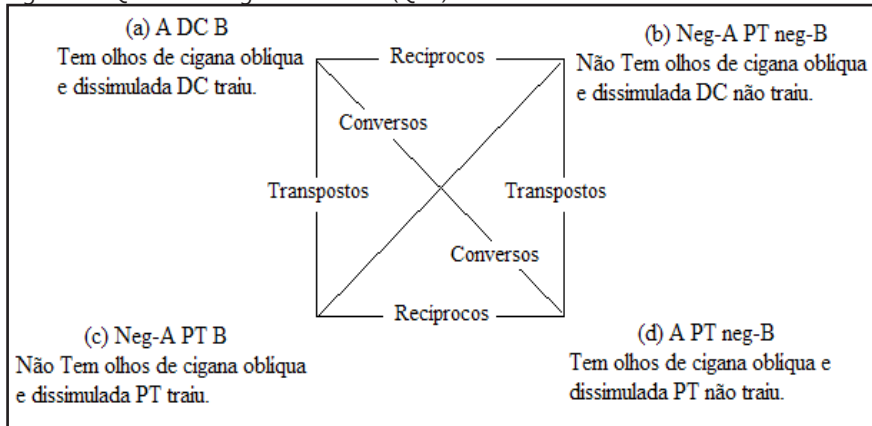 (a) A DC B
Tem olhos de cigana oblíqua
e dissimulada DC traiu.
Reciprocos
(b) Neg-A PT neg-B
Não Tem olhos de cigana oblíqua
e dissimulada DC não traiu.
Conversos
Transpostos
Transpostos
Conversos
Reciprocos
(c) Neg-A PT B
Não Tem olhos de cigana oblíqua
e dissimulada PT traiu.
(d) A PT neg-B
Tem olhos de cigana oblíqua e
dissimulada PT não traiu.